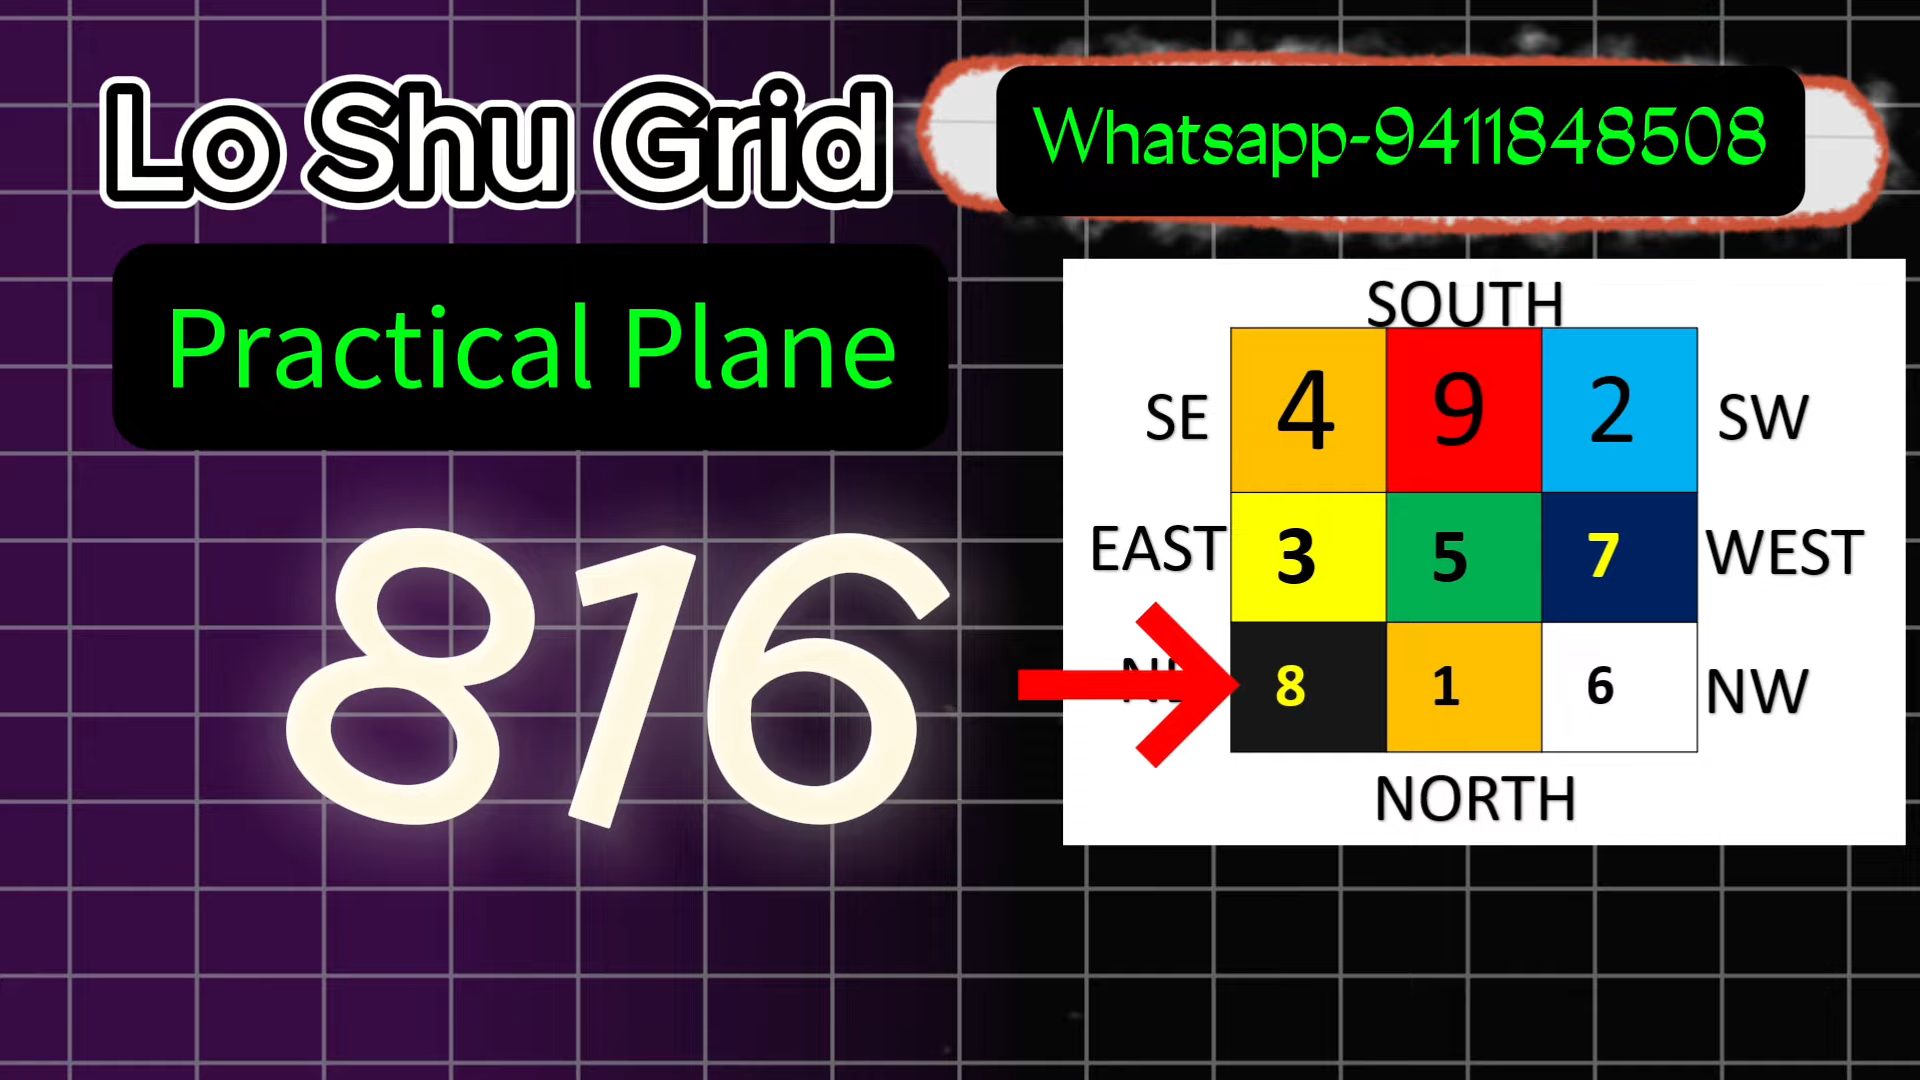 Lo Shu Grid
Whatsapp-9411848508
Practical Plane
816
SOUTH
SE 4 9 2 SW
EAST 3 5 7 WEST
8 1 6 NW
NORTH